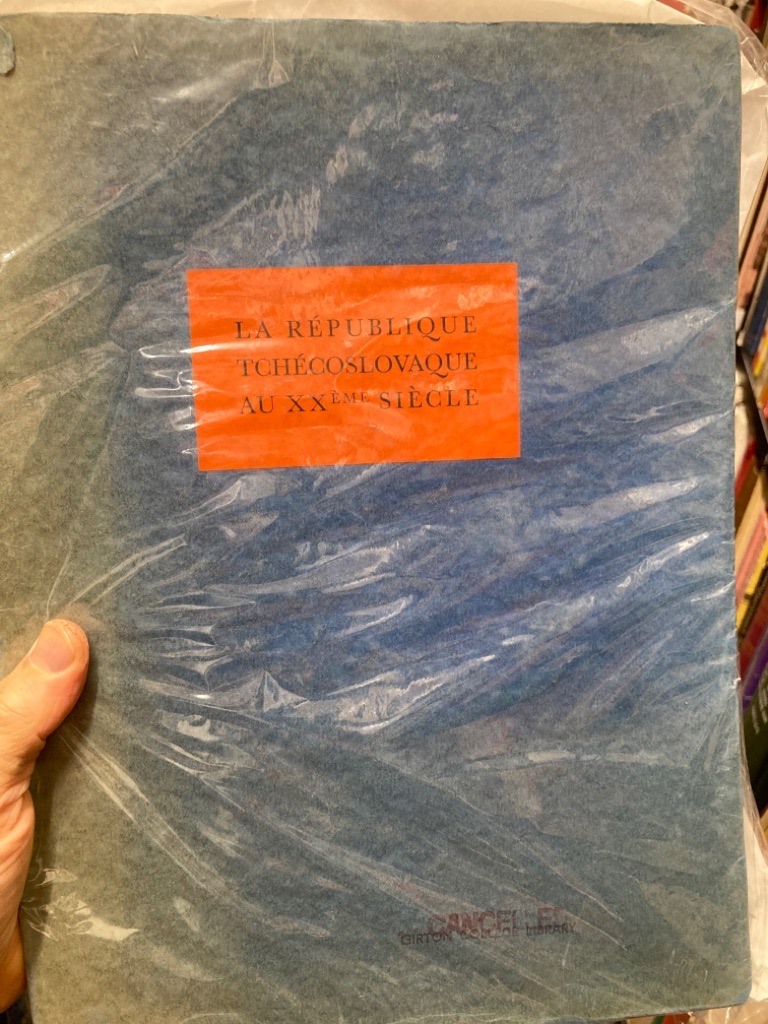 LA RÉPUBLIQUE
TCHÉCOSLOVAQUE
AU XXÈME SIÈCLE
CANCELLED
GIRTON COLLEGE LIBRARY